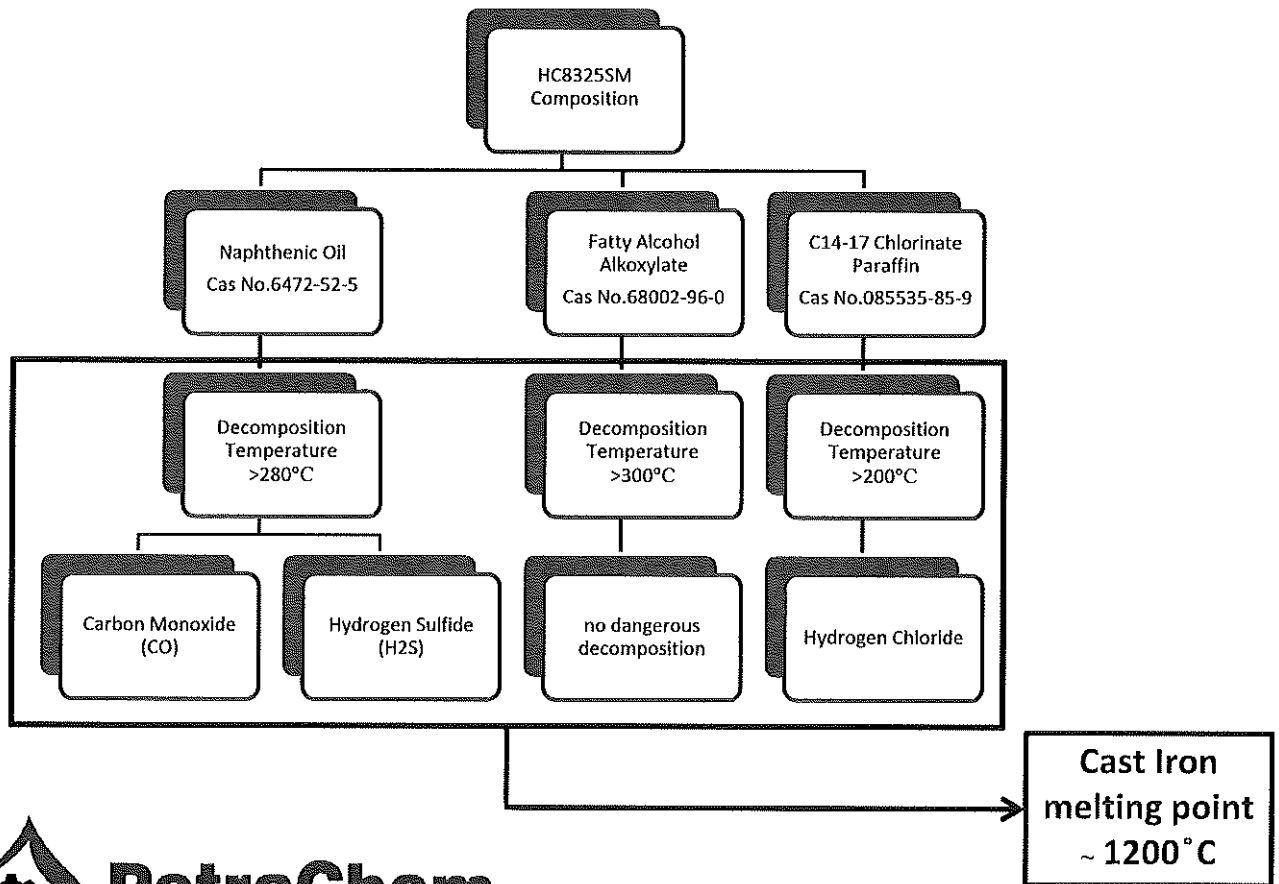 HC8325SM
Composition
Naphthenic Oil
Cas No.6472-52-5
Fatty Alcohol
Alkoxylate
Cas No.68002-96-0
C14-17 Chlorinate
Paraffin
Cas No.085535-85-9
Decomposition
Temperature
>280°C
Decomposition
Temperature
>300°C
Decomposition
Temperature
>200°C
Carbon Monoxide
(CO)
Hydrogen Sulfide
(H2S)
no dangerous
decomposition
Hydrogen Chloride
Cast Iron
melting point
~ 1200°C
PetroChem